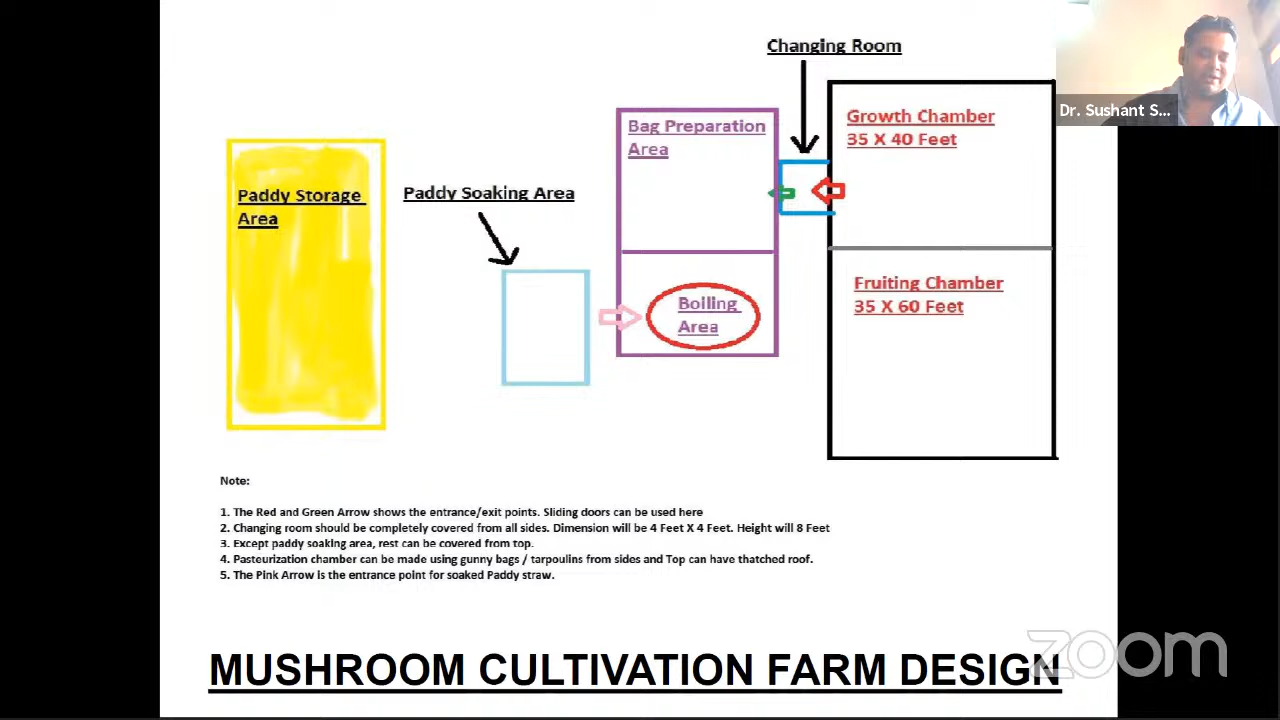 Changing Room
Dr. Sushant S...
Growth Chamber
35 X 40 Feet
Bag Preparation
Area
Paddy Storage
Area
Paddy Soaking Area
Fruiting Chamber
35 X 60 Feet
Boiling
Area
Note:
1. The Red and Green Arrow shows the entrance/exit points. Sliding doors can be used here
2. Changing room should be completely covered from all sides. Dimension will be 4 Feet X 4 Feet. Height will 8 Feet
3. Except paddy soaking area, rest can be covered from top.
4. Pasteurization chamber can be made using gunny bags / tarpoulins from sides and Top can have thatched roof.
5. The Pink Arrow is the entrance point for soaked Paddy straw.
MUSHROOM CULTIVATION FARM DESIGN
zoom